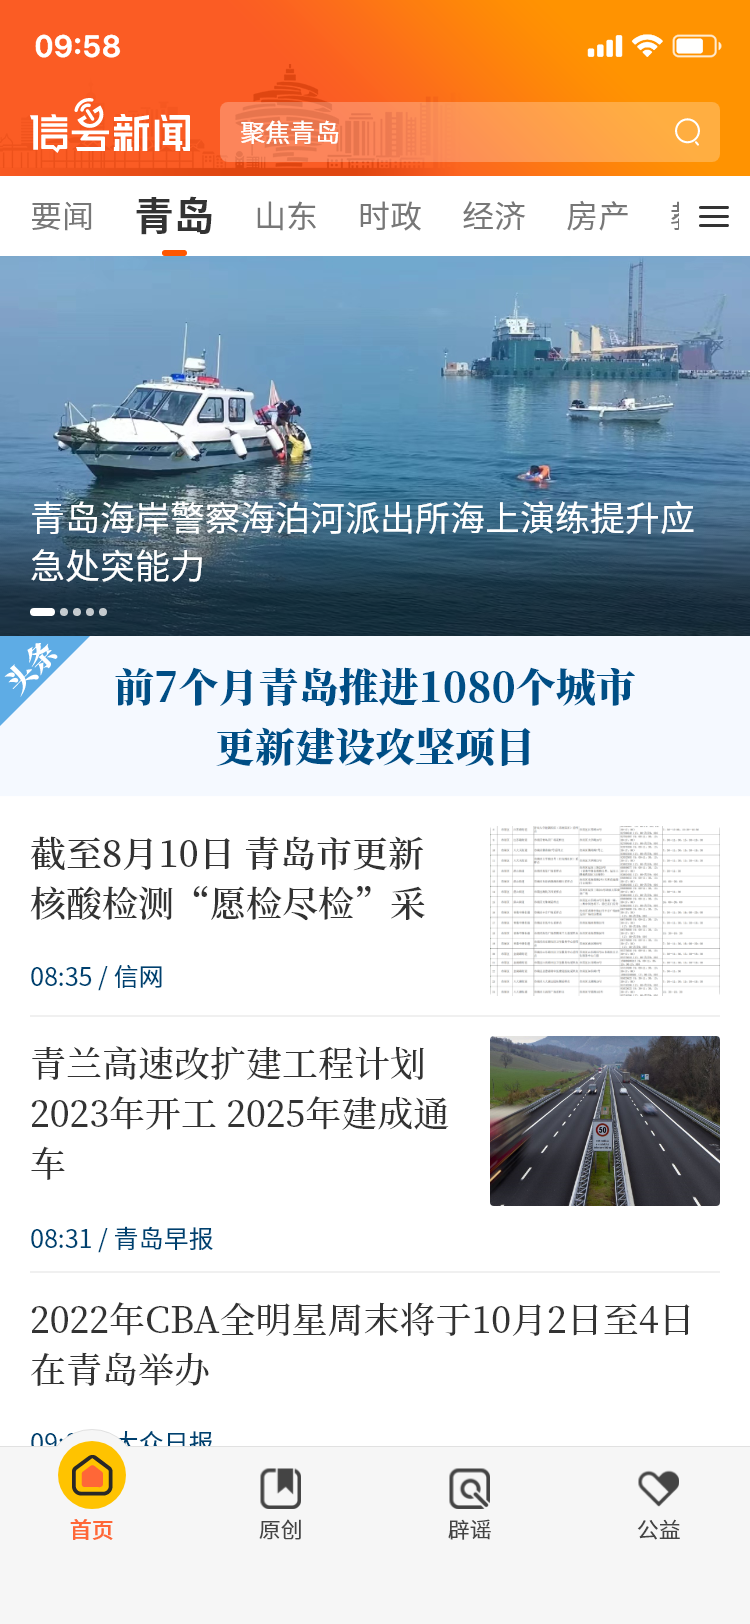 09:58
信号新闻
聚焦青岛
要闻 青岛 山东 时政 经济 房产
青岛海岸警察海泊河派出所海上演练提升应
急处突能力
头条
前7个月青岛推进1080个城市
更新建设攻坚项目
截至8月10日 青岛市更新
核酸检测“愿检尽检”采
08:35 / 信网
青兰高速改扩建工程计划
2023年开工 2025年建成通
车
50
08:31 / 青岛早报
2022年CBA全明星周末将于10月2日至4日
在青岛举办
大众日报
首页 原创 辟谣 公益